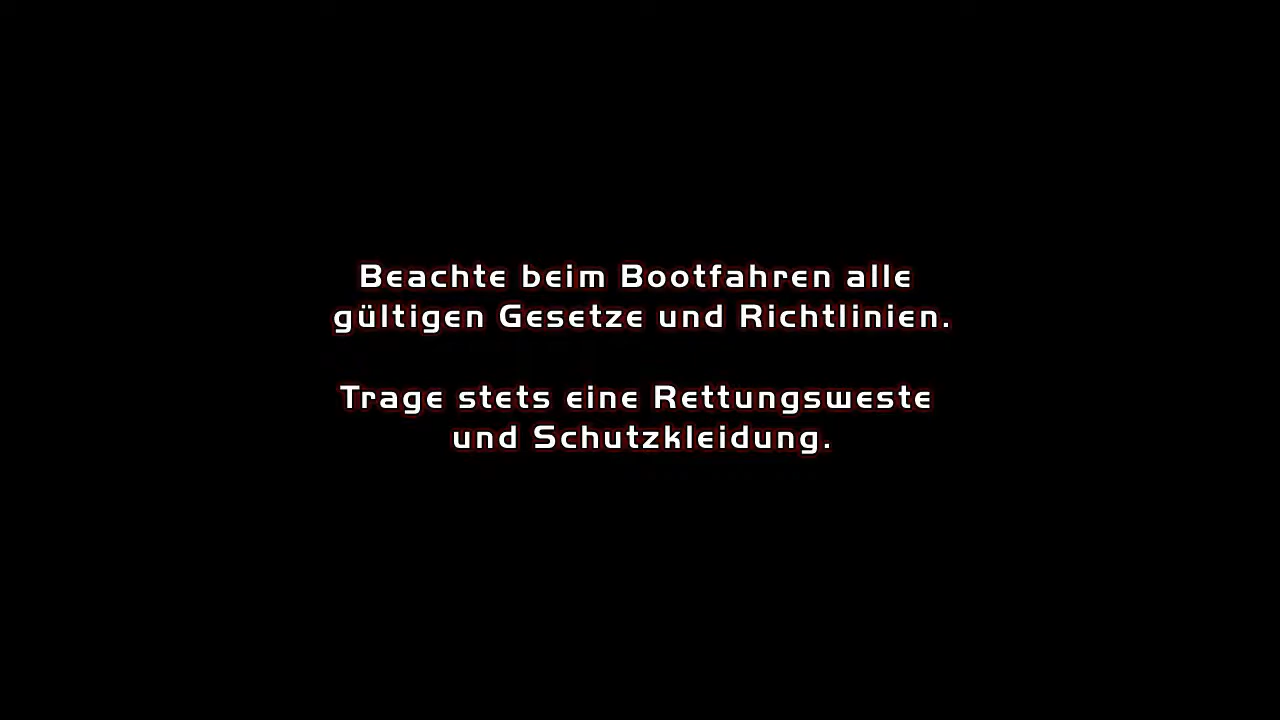 Beachte beim Bootfahren alle
gültigen Gesetze und Richtlinien.
Trage stets eine Rettungsweste
und Schutzkleidung.